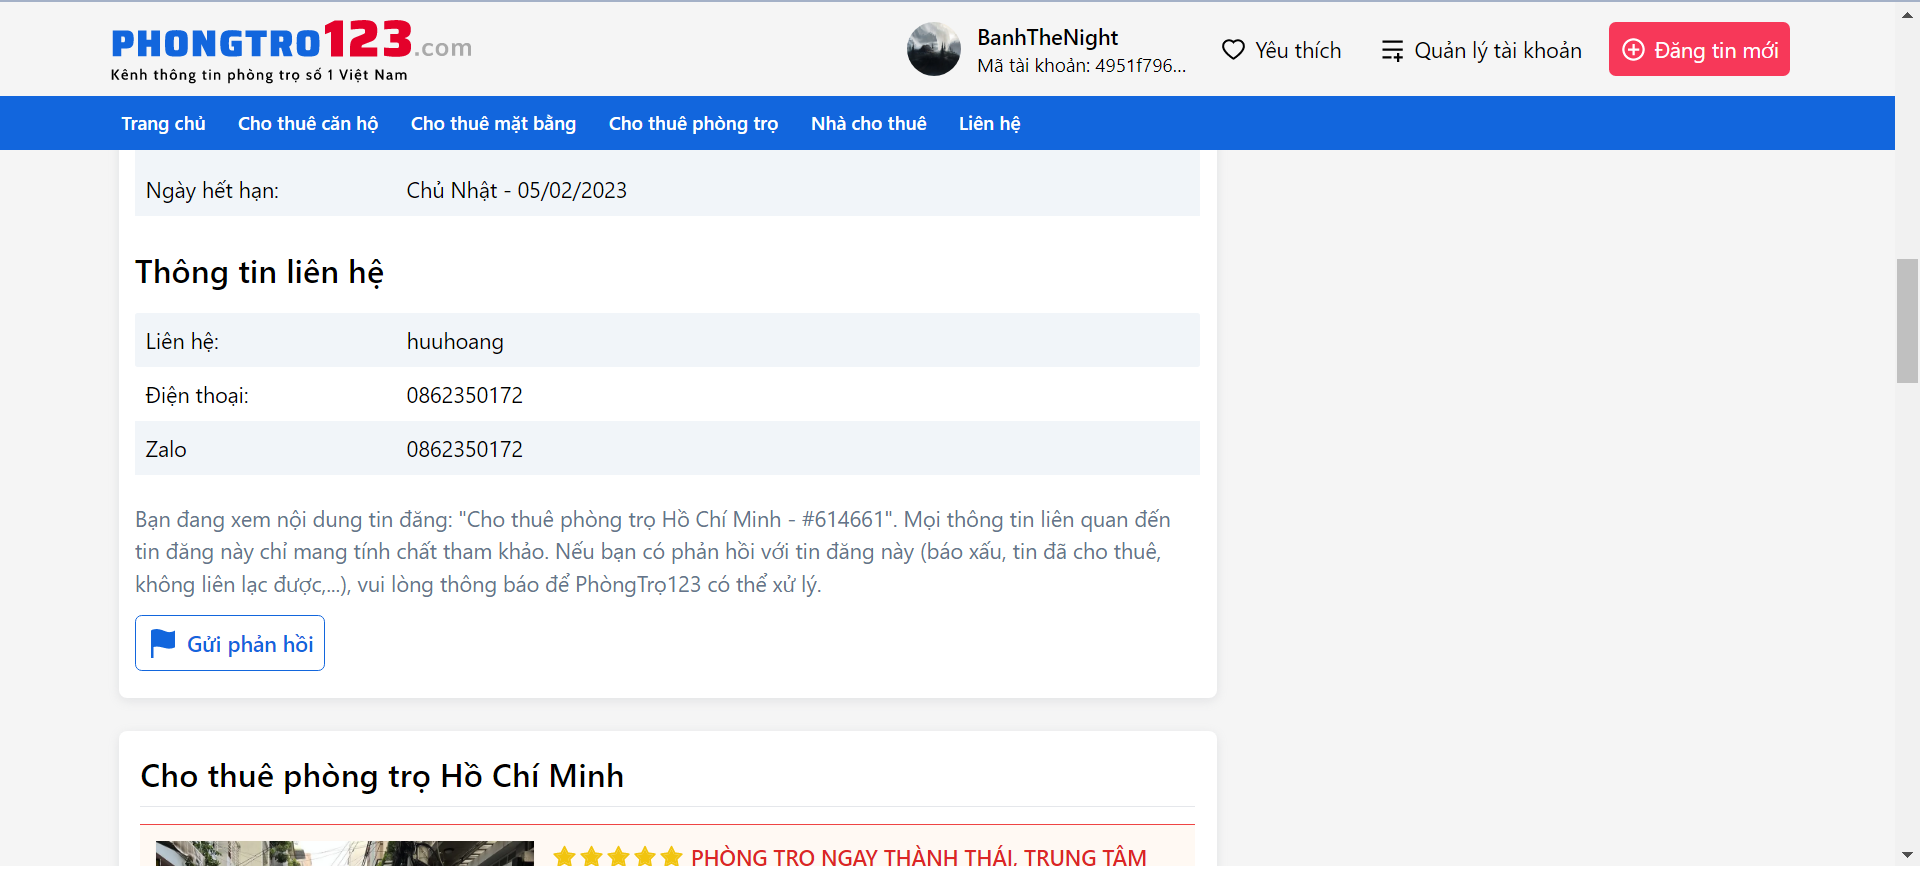 PHONGTRO123.com
Kênh thông tin phòng trọ số 1 Việt Nam
BanhTheNight
Mã tài khoản: 4951f796...
Yêu thích
Quản lý tài khoản
Đăng tin mới
Trang chủ
Cho thuê căn hộ
Cho thuê mặt bằng
Cho thuê phòng trọ
Nhà cho thuê
Liên hệ
Ngày hết hạn: Chủ Nhật - 05/02/2023
Thông tin liên hệ
Liên hệ: huuhoang
Điện thoại: 0862350172
Zalo 0862350172
Bạn đang xem nội dung tin đăng: "Cho thuê phòng trọ Hồ Chí Minh - #614661". Mọi thông tin liên quan đến
tin đăng này chỉ mang tính chất tham khảo. Nếu bạn có phản hồi với tin đăng này (báo xấu, tin đã cho thuê,
không liên lạc được,...), vui lòng thông báo để PhòngTrọ123 có thể xử lý.
Gửi phản hồi
Cho thuê phòng trọ Hồ Chí Minh
PHÒNG TRỌ NGAY THÀNH THÁI, TRUNG TÂM